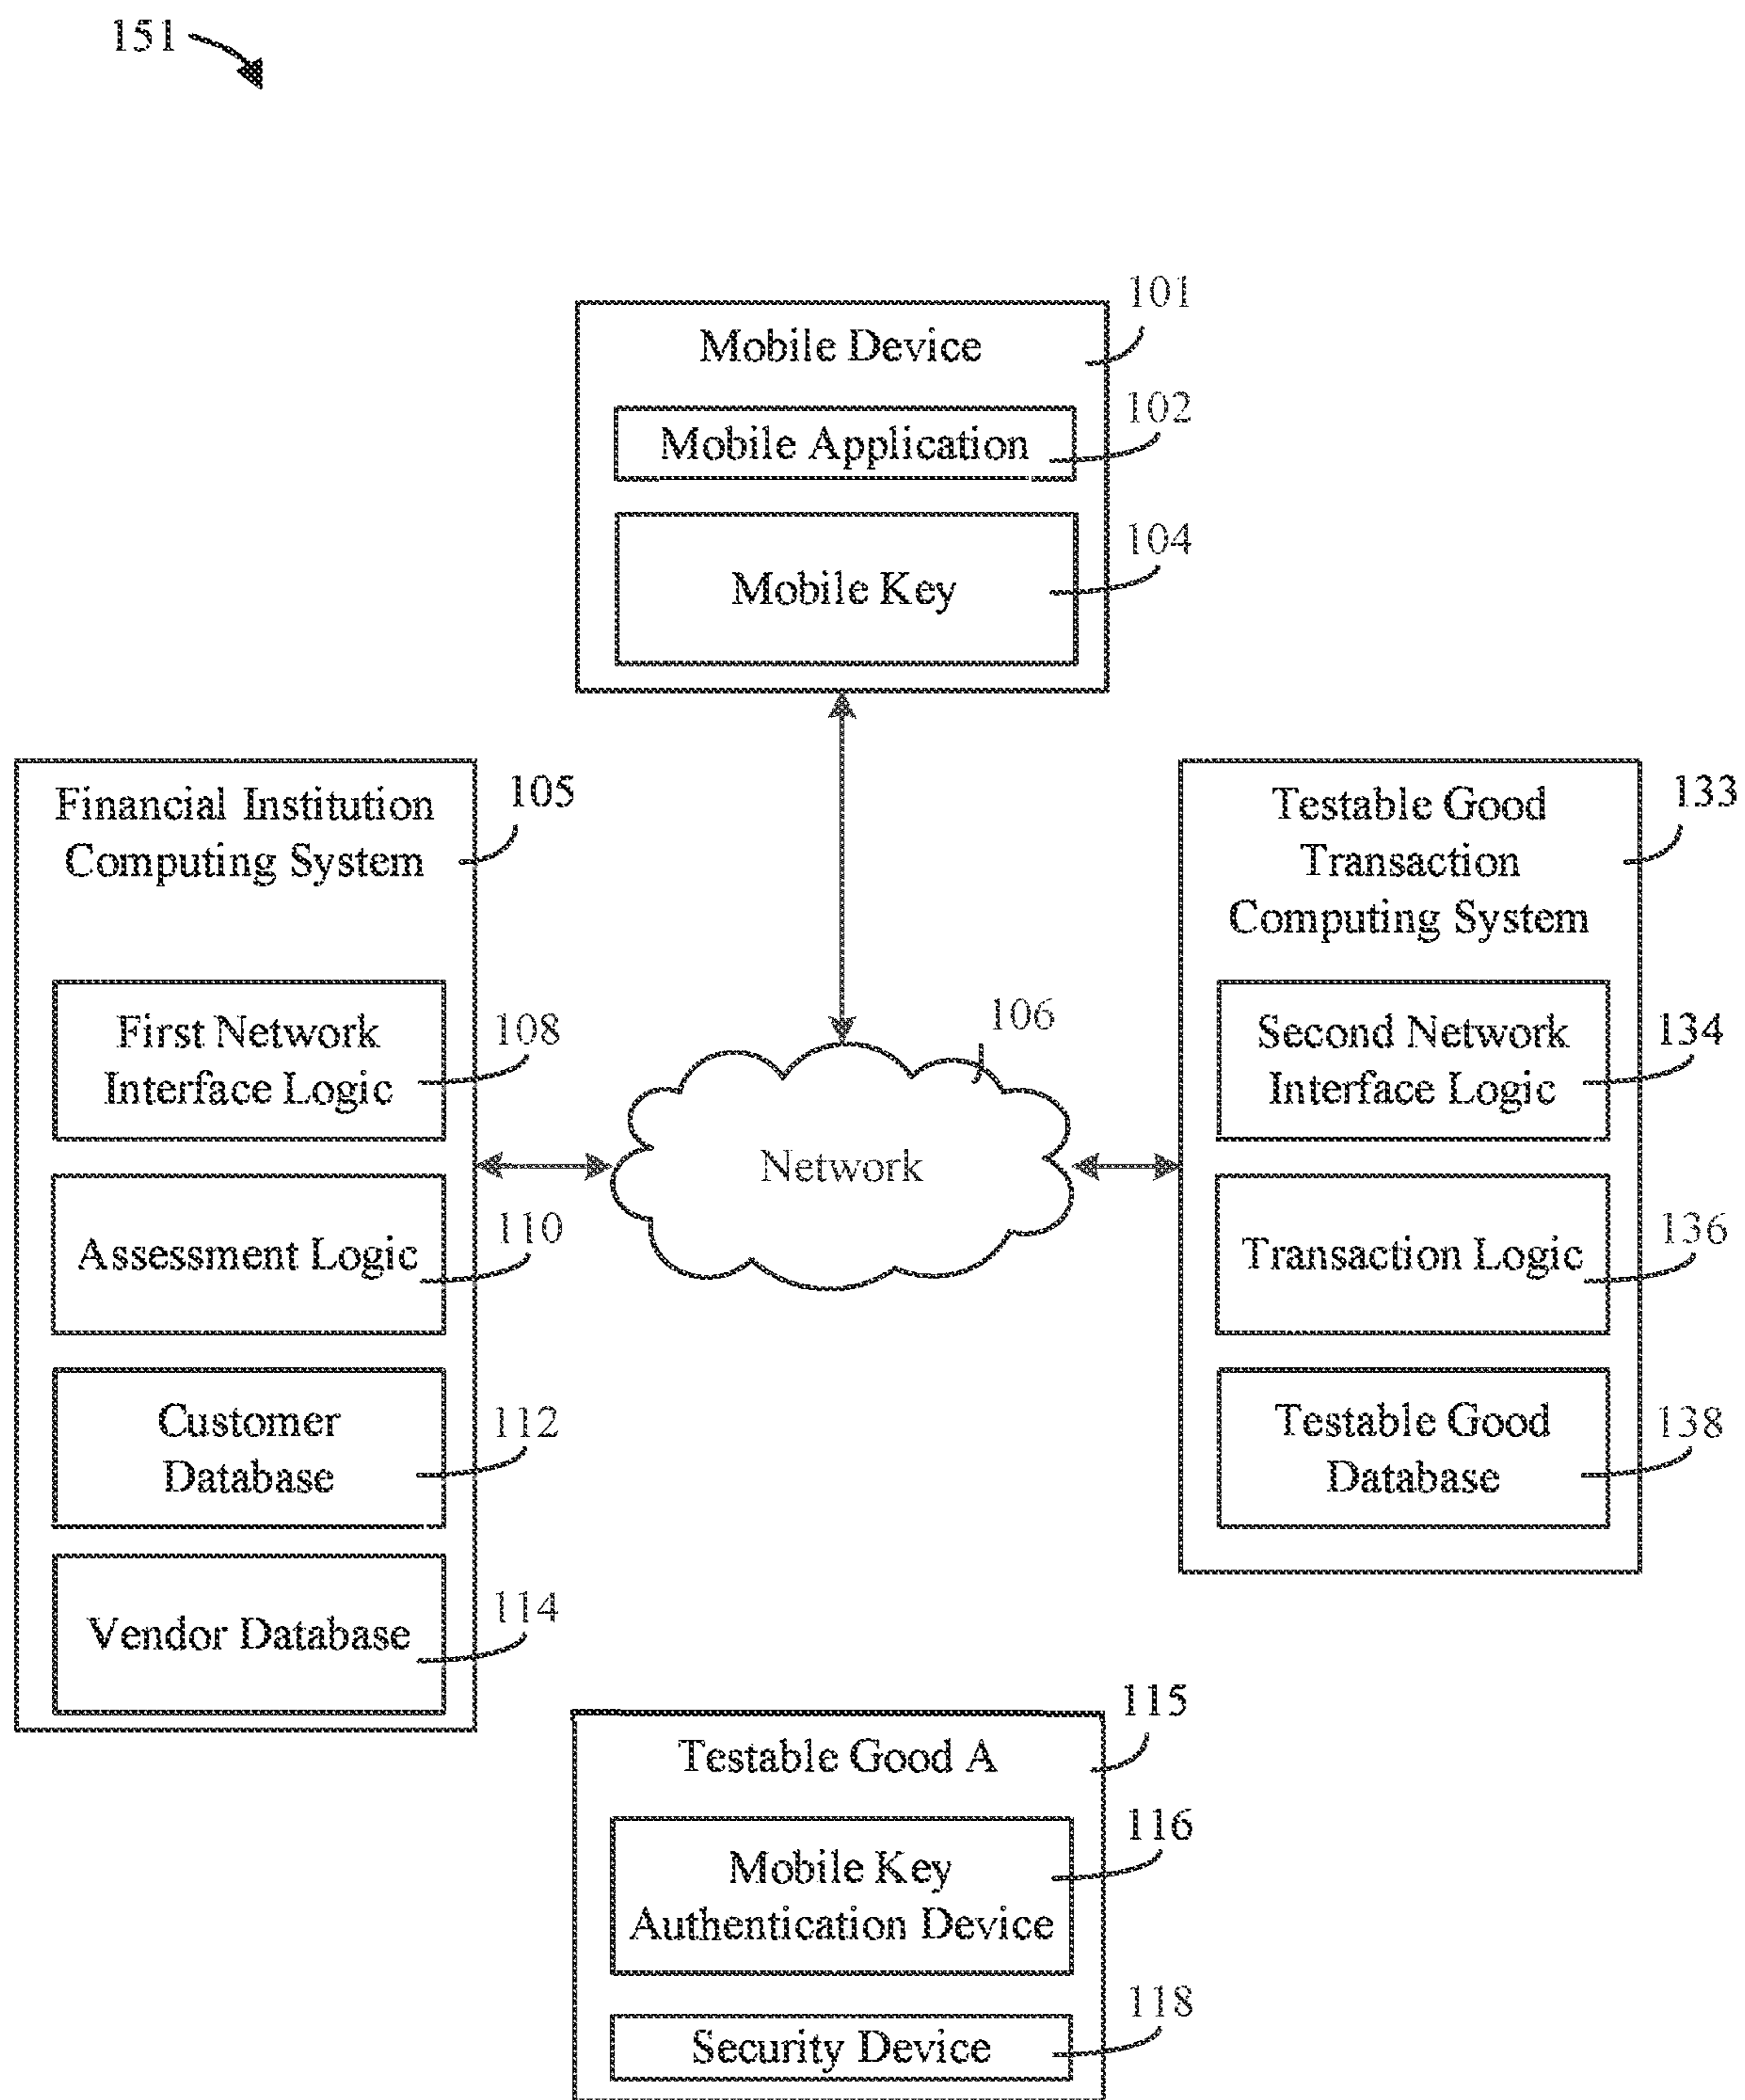 151
101
Mobile Device
102
Mobile Application
104
Mobile Key
Financial Institution
Computing System
105
First Network
Interface Logic
108
Assessment Logic
110
Customer
Database
112
Vendor Database
114
106
Network
Testable Good
Transaction
Computing System
133
Second Network
Interface Logic
134
Transaction Logic
136
Testable Good
Database
138
115
Testable Good A
116
Mobile Key
Authentication Device
118
Security Device